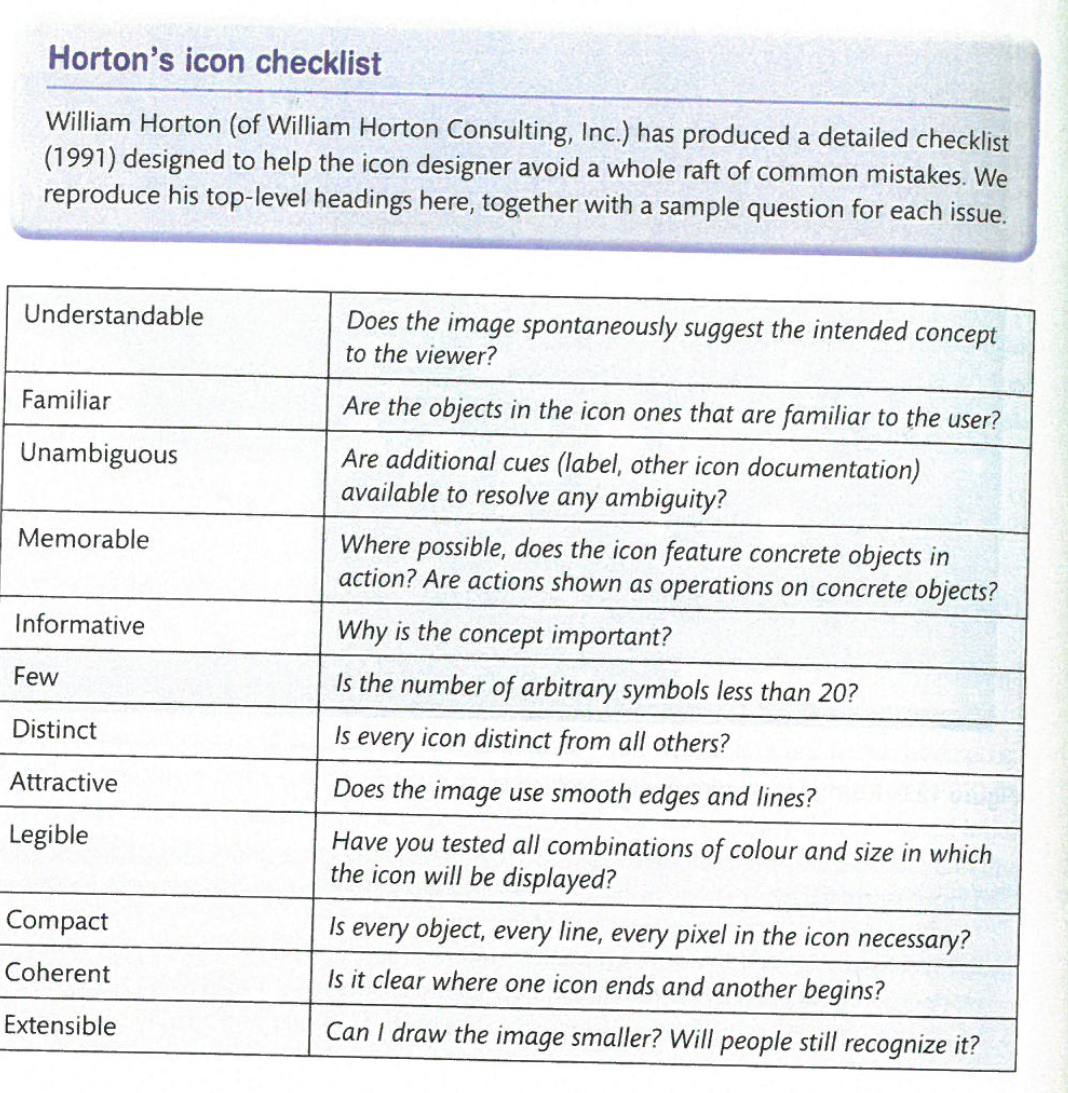 Horton's icon checklist
William Horton (of William Horton Consulting, Inc.) has produced a detailed checklist
(1991) designed to help the icon designer avoid a whole raft of common mistakes. We
reproduce his top-level headings here, together with a sample question for each issue.
Understandable
Does the image spontaneously suggest the intended concept
to the viewer?
Familiar
Are the objects in the icon ones that are familiar to the user?
Unambiguous
Are additional cues (label, other icon documentation)
available to resolve any ambiguity?
Memorable
Where possible, does the icon feature concrete objects in
action? Are actions shown as operations on concrete objects?
Informative
Why is the concept important?
Few
Is the number of arbitrary symbols less than 20?
Distinct
Is every icon distinct from all others?
Attractive
Does the image use smooth edges and lines?
Legible
Have you tested all combinations of colour and size in which
the icon will be displayed?
Compact
Is every object, every line, every pixel in the icon necessary?
Coherent
Is it clear where one icon ends and another begins?
Extensible
Can I draw the image smaller? Will people still recognize it?